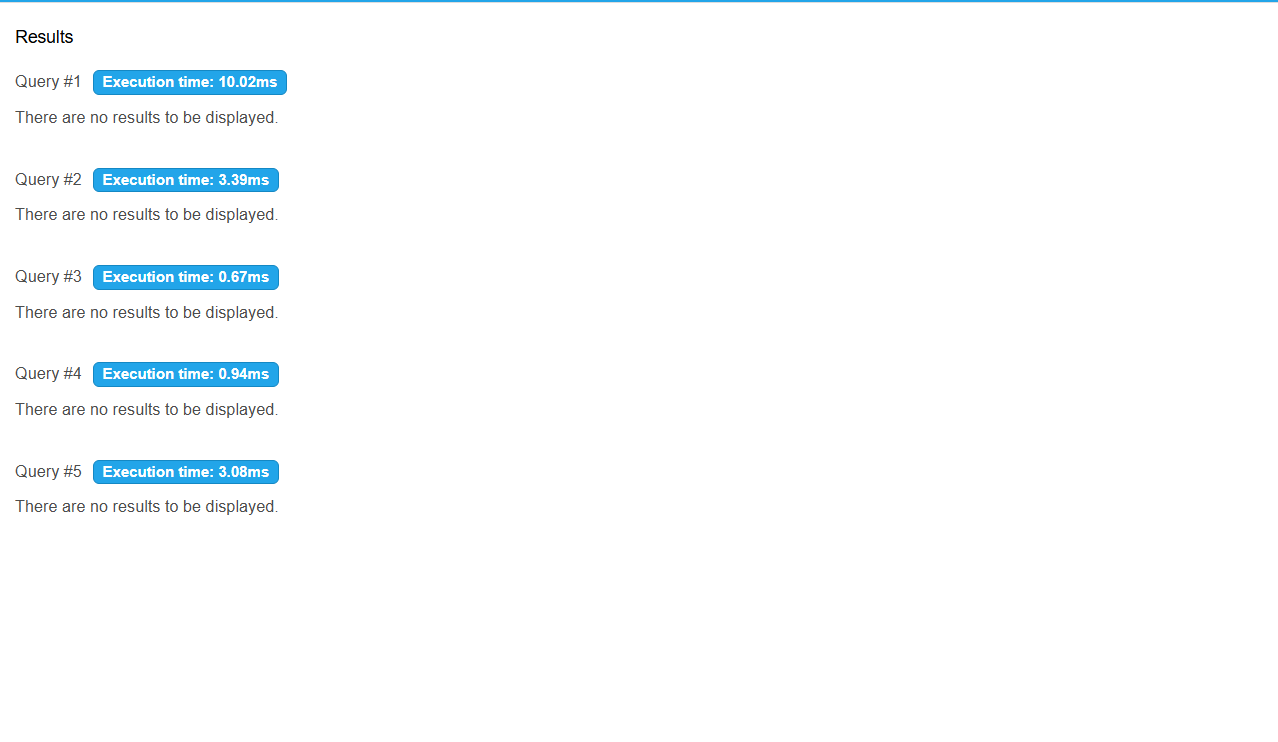 Results
Query #1 Execution time: 10.02ms
There are no results to be displayed.
Query #2 Execution time: 3.39ms
There are no results to be displayed.
Query #3 Execution time: 0.67ms
There are no results to be displayed.
Query #4 Execution time: 0.94ms
There are no results to be displayed.
Query #5 Execution time: 3.08ms
There are no results to be displayed.